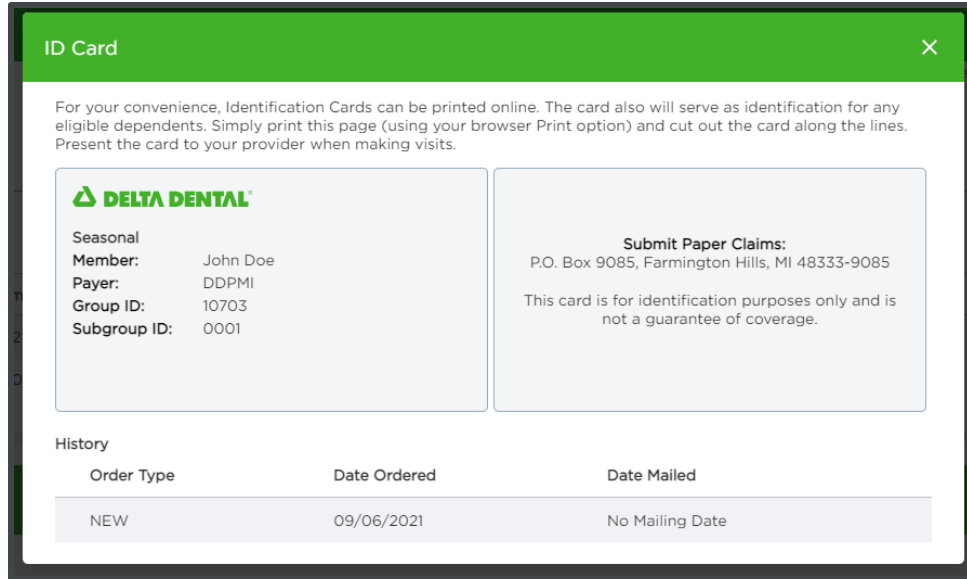 ID Card
For your convenience, Identification Cards can be printed online. The card also will serve as identification for any
eligible dependents. Simply print this page (using your browser Print option) and cut out the card along the lines.
Present the card to your provider when making visits.
DELTA DENTAL®
Seasonal
Member: John Doe
Payer: DDPMI
Group ID: 10703
Subgroup ID: 0001
Submit Paper Claims:
P.O. Box 9085, Farmington Hills, MI 48333-9085
This card is for identification purposes only and is
not a guarantee of coverage.
History
Order Type Date Ordered Date Mailed
NEW 09/06/2021 No Mailing Date